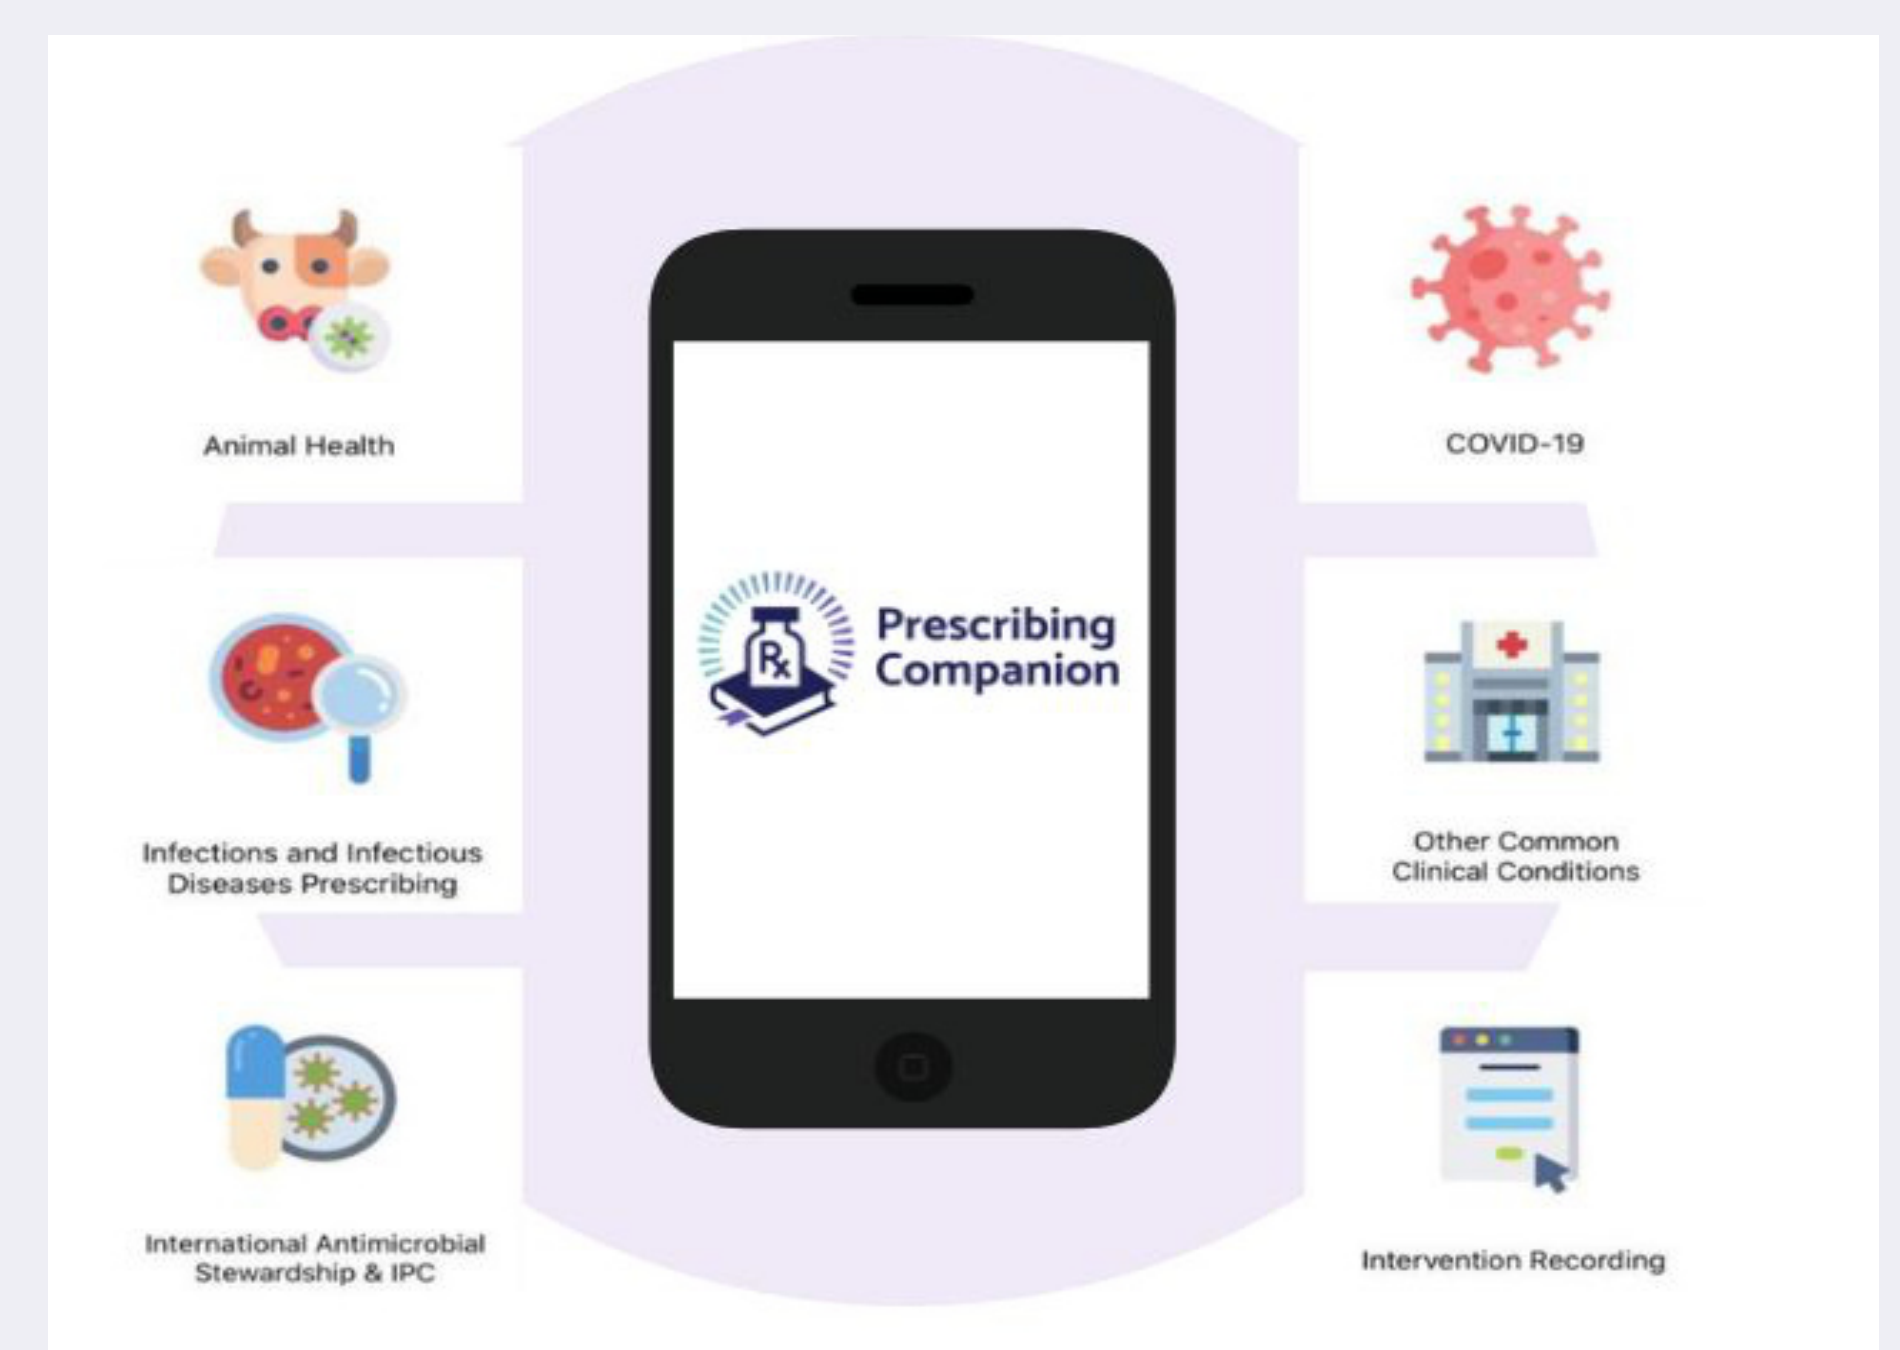 Animal Health
COVID-19
Rx
Prescribing
Companion
Infections and Infectious
Diseases Prescribing
Other Common
Clinical Conditions
International Antimicrobial
Stewardship & IPC
Intervention Recording